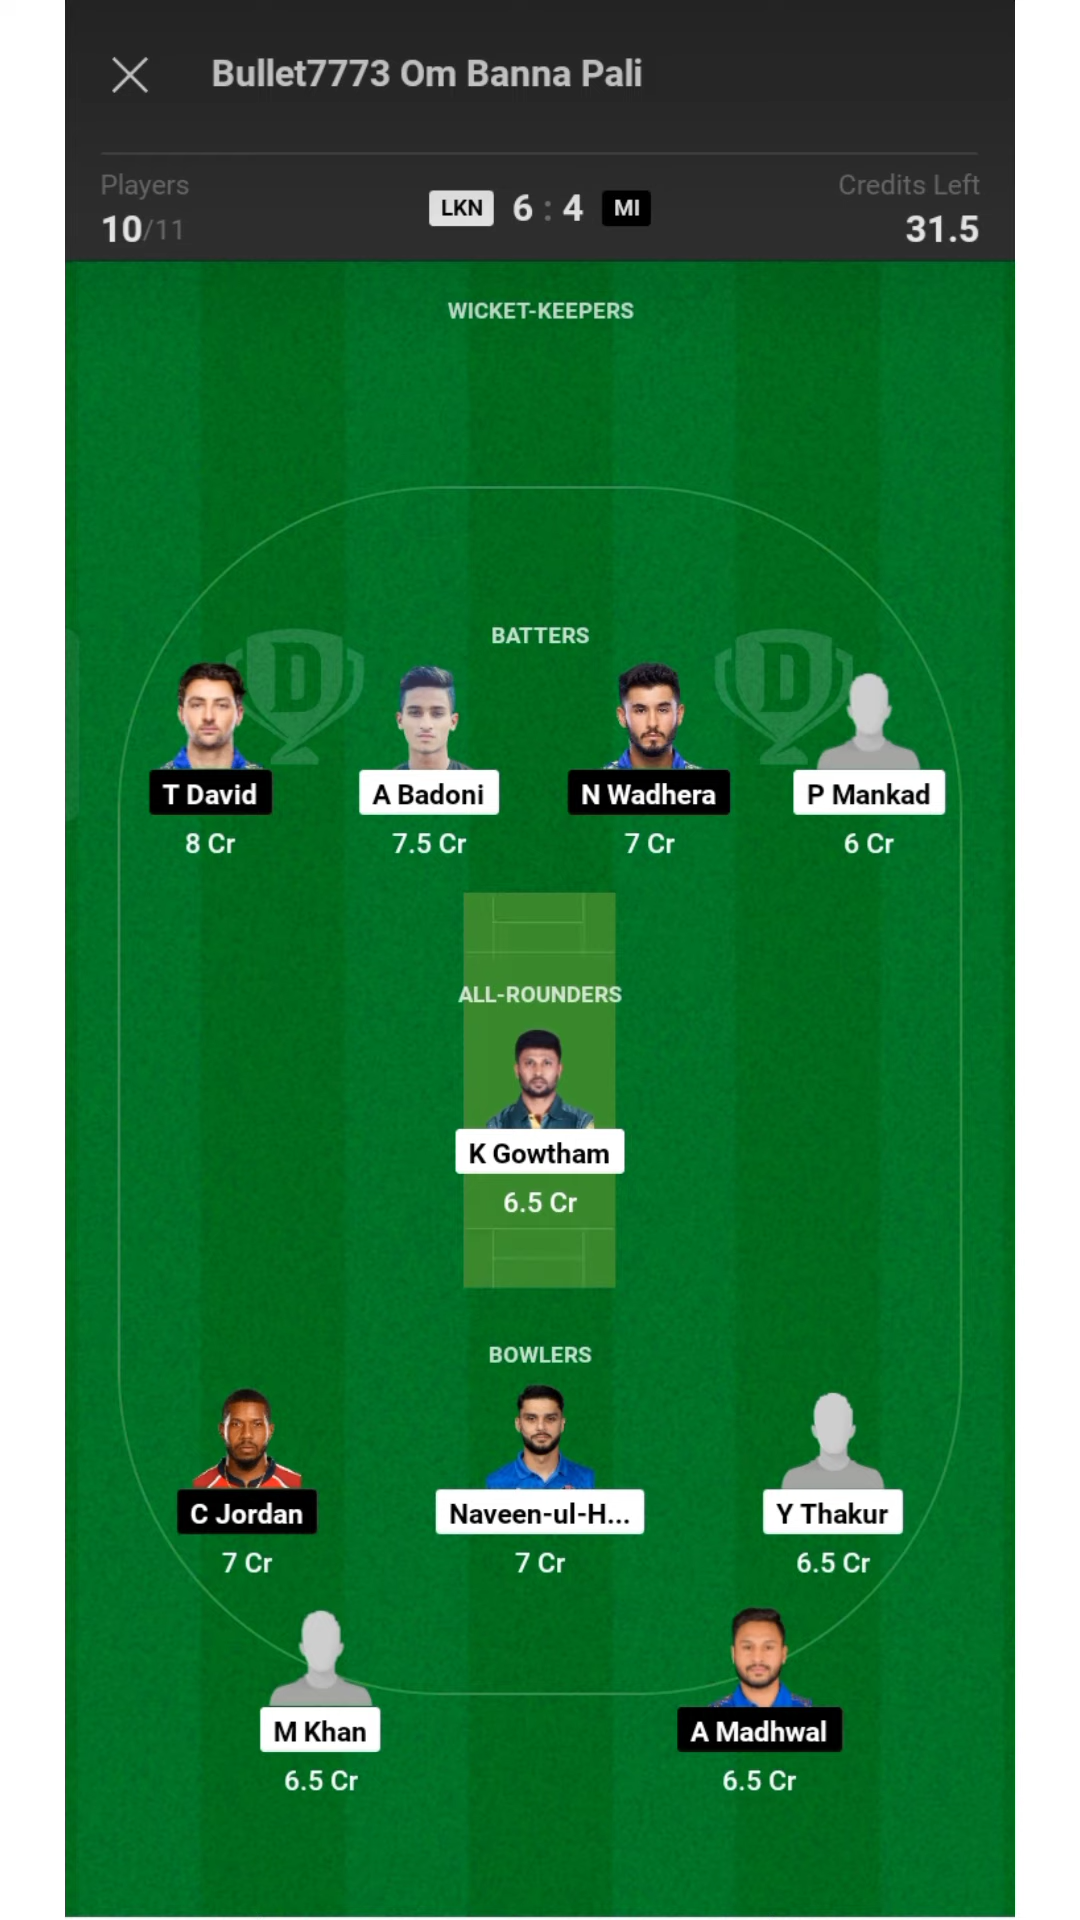 Bullet7773 Om Banna Pali
Players
Credits Left
10/11
LKN 6 : 4 MI
31.5
WICKET-KEEPERS
BATTERS
D D
T David A Badoni N Wadhera P Mankad
8 Cr 7.5 Cr 7 Cr 6 Cr
ALL-ROUNDERS
K Gowtham
6.5 Cr
BOWLERS
C Jordan Naveen-ul-H... Y Thakur
7 Cr 7 Cr 6.5 Cr
M Khan A Madhwal
6.5 Cr 6.5 Cr